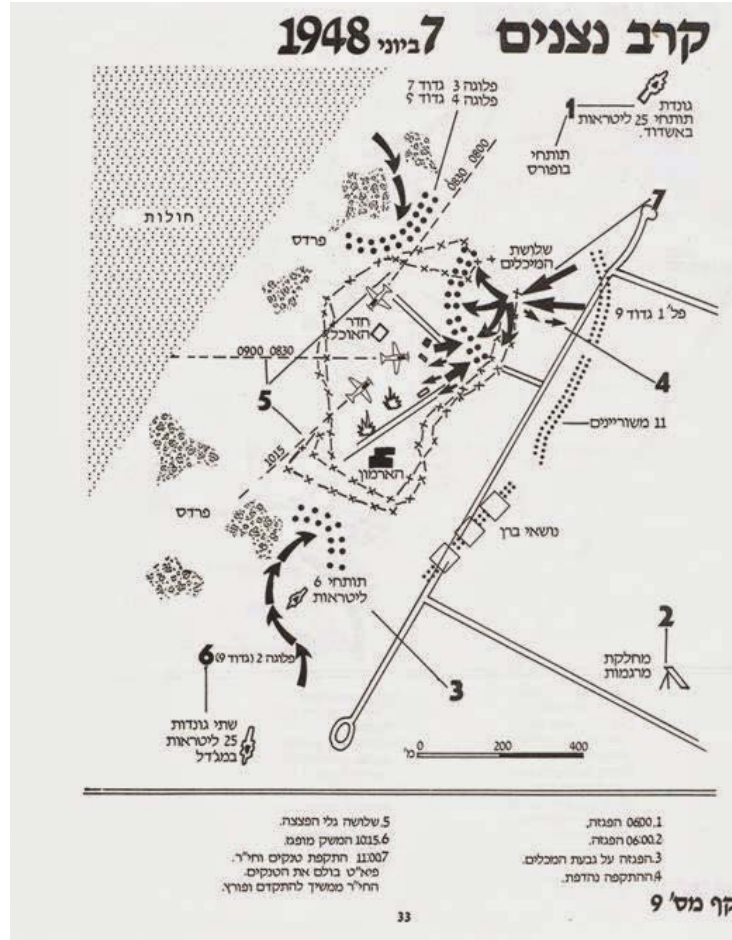 קרב נצנים 7 ביוני 1948
פלוגה 3 גדוד 7
פלוגה 4 גדוד 9
1
גונדת
תותחי 25 ליטראות
באשדוד.
תותחי
בופורס
0830 0800
7
חולות
פרדס
שלושת
המיכלים
פל' 1 גדוד 9
חדר
האוכל
0900 0830
4
5
11 משוריינים
1015
הארמון
פרדס
נושאי ברן
תותחי 6
ליטראות
2
6 פלוגה 2 (גדוד 9)
מחלקת
מרגמות
3
שתי גונדות
25 ליטראות
במג'דל
מ' 0 200 400
1. 0600 הפגזה.
2. 06:00 הפגזה.
3. הפגזה על גבעת המכלים.
4. ההתקפה נהדפת.
5. שלושה גלי הפצצה.
6. 1015 המשק מופגז.
7. 11:00 התקפת טנקים וחי"ר.
פיא"ט בולם את הטנקים.
החי"ר ממשיך להתקדם ופורץ.
קף מס' 9
33